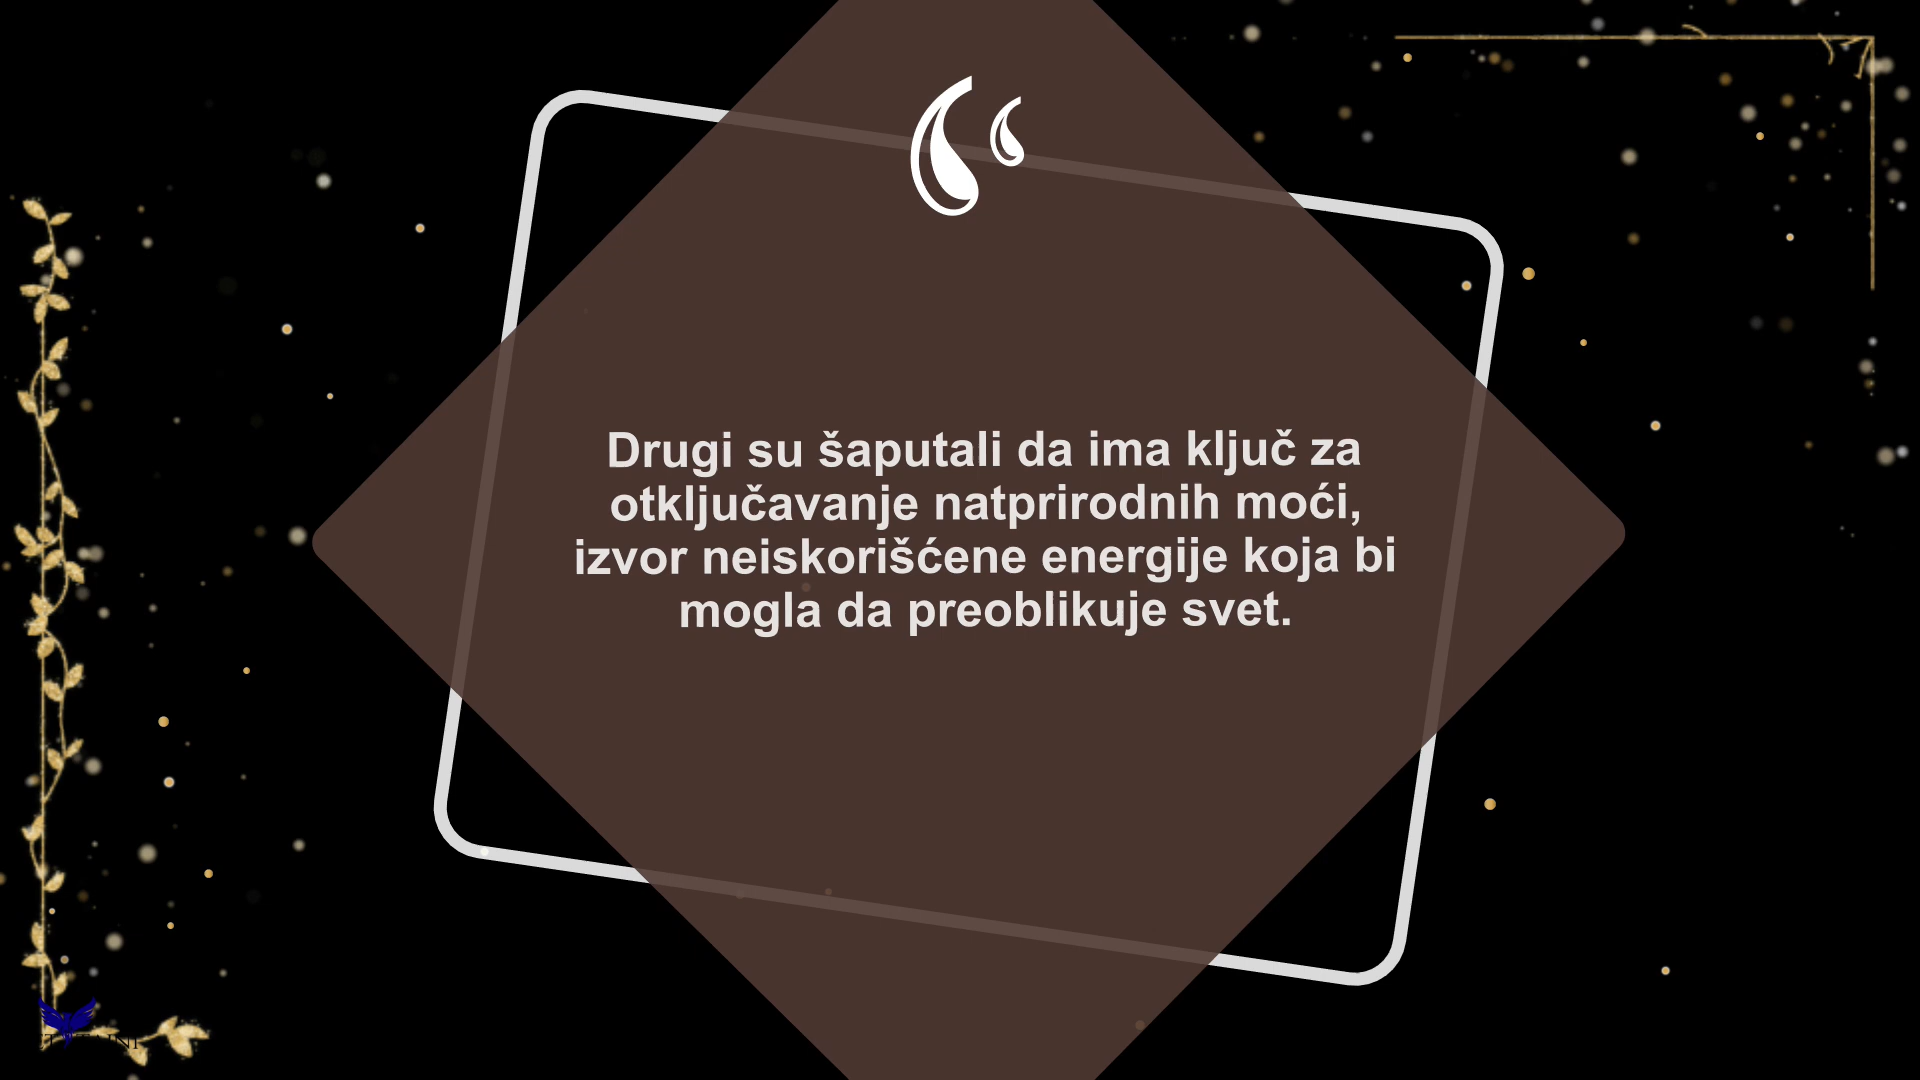 Drugi su šaputali da ima ključ za
otključavanje natprirodnih moći,
izvor neiskorišćene energije koja bi
mogla da preoblikuje svet.